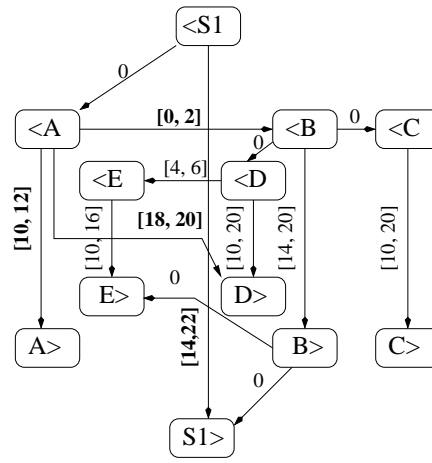 <S1
0
<A
[0, 2]
<B
0
<C
0
<E
[4, 6]
<D
[10, 12]
[10, 16]
[18, 20]
[10, 20]
[14, 20]
[10, 20]
E>
0
D>
[14,22]
A>
B>
C>
0
S1>